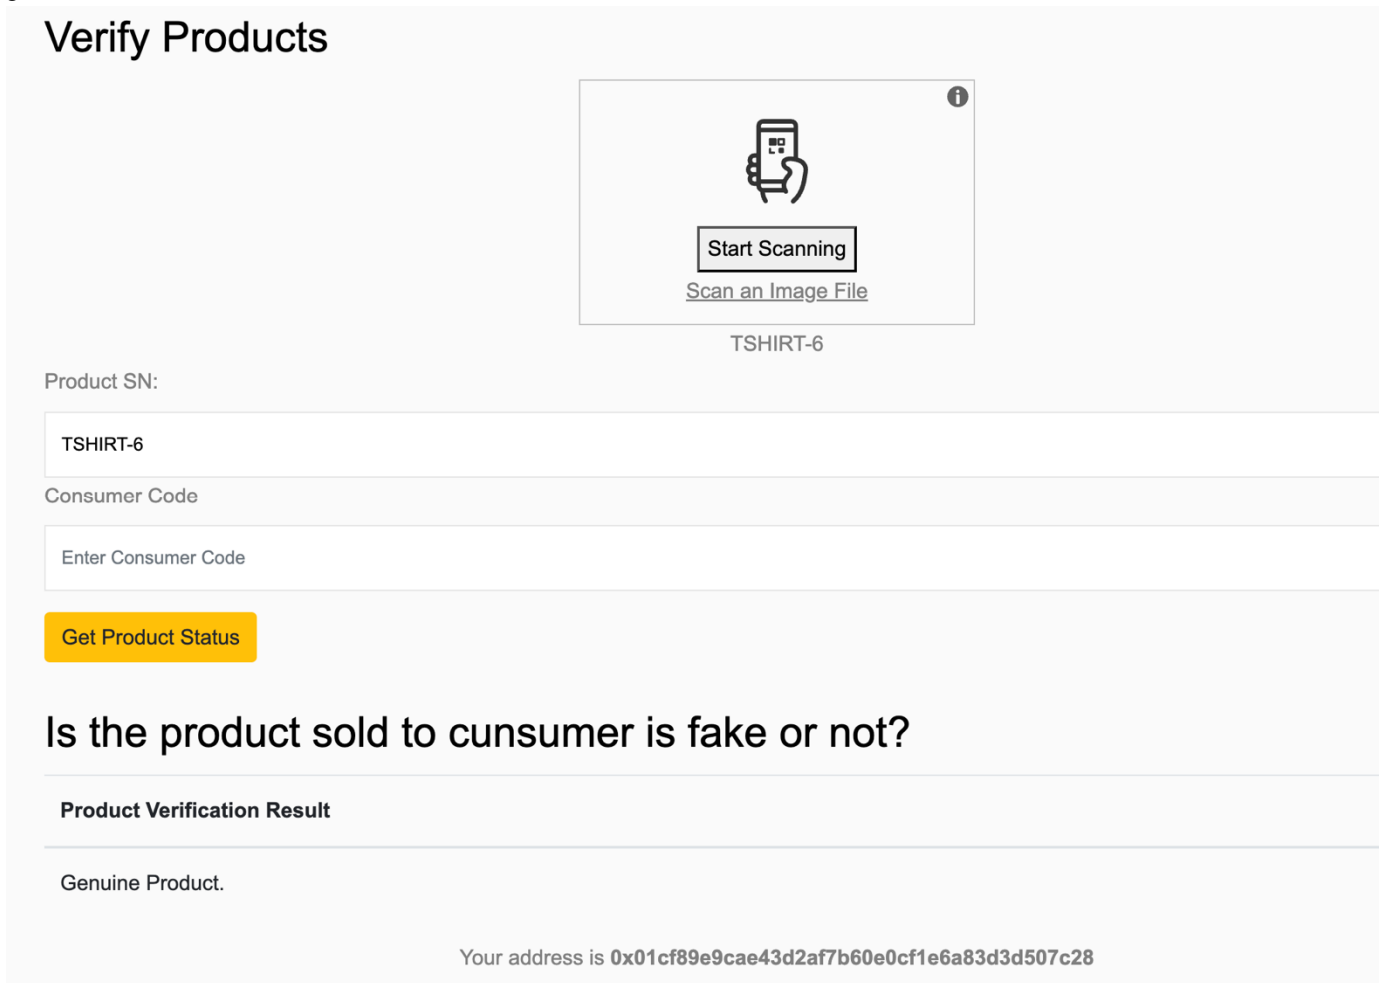 Verify Products
Start Scanning
Scan an Image File
TSHIRT-6
Product SN:
TSHIRT-6
Consumer Code
Enter Consumer Code
Get Product Status
Is the product sold to cunsumer is fake or not?
Product Verification Result
Genuine Product.
Your address is 0x01cf89e9cae43d2af7b60e0cf1e6a83d3d507c28